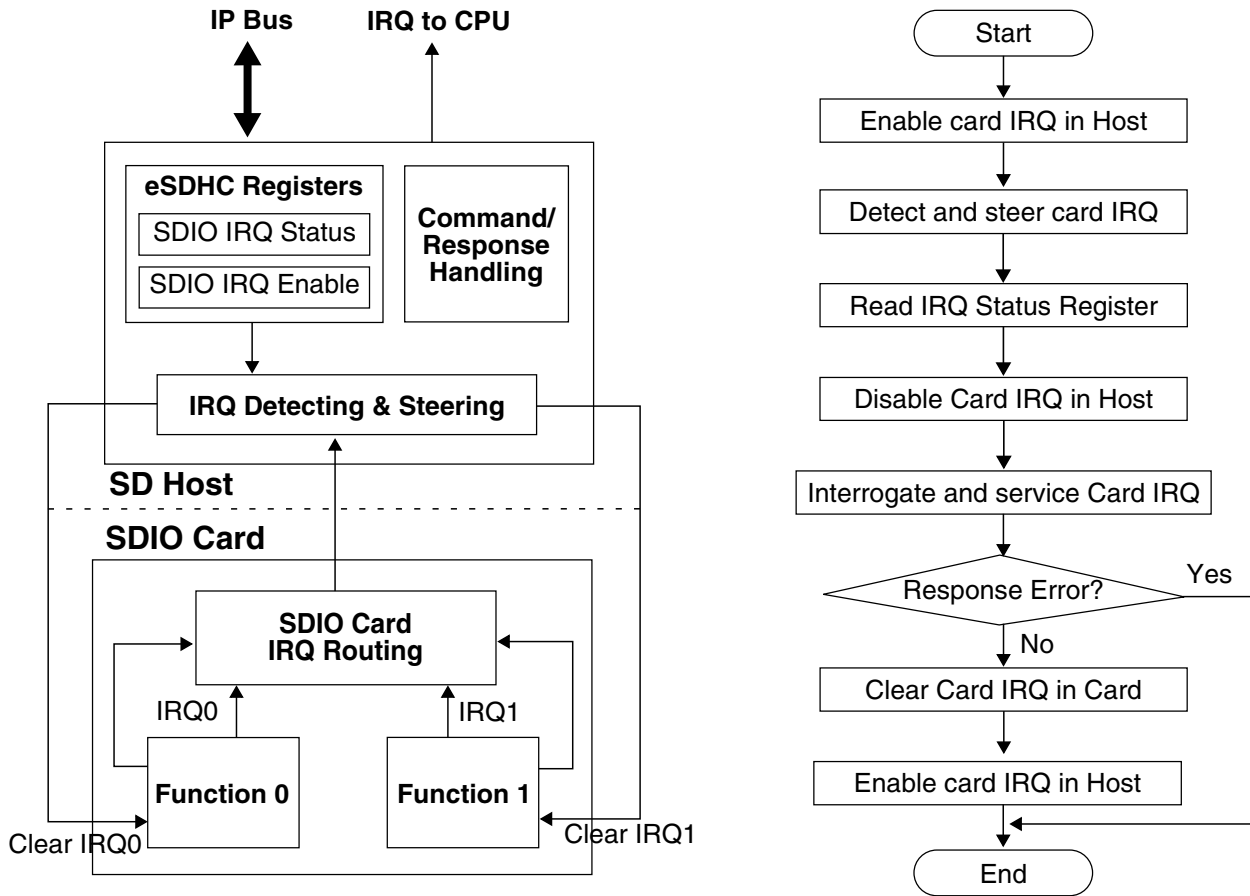 IP Bus
IRQ to CPU
eSDHC Registers
SDIO IRQ Status
SDIO IRQ Enable
Command/
Response
Handling
IRQ Detecting & Steering
SD Host
SDIO Card
SDIO Card
IRQ Routing
IRQ0
IRQ1
Function 0
Function 1
Clear IRQ0
Clear IRQ1
Start
Enable card IRQ in Host
Detect and steer card IRQ
Read IRQ Status Register
Disable Card IRQ in Host
Interrogate and service Card IRQ
Response Error?
Yes
No
Clear Card IRQ in Card
Enable card IRQ in Host
End